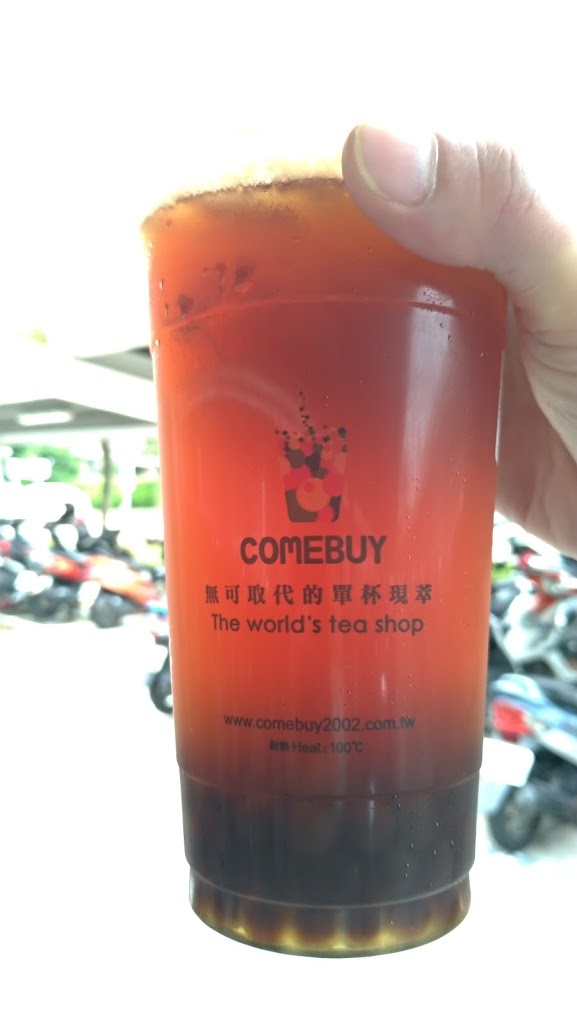 COMEBUY
無可取代的單杯現萃
The world's tea shop
www.comebuy2002.com.tw
耐熱 Heat : 100℃